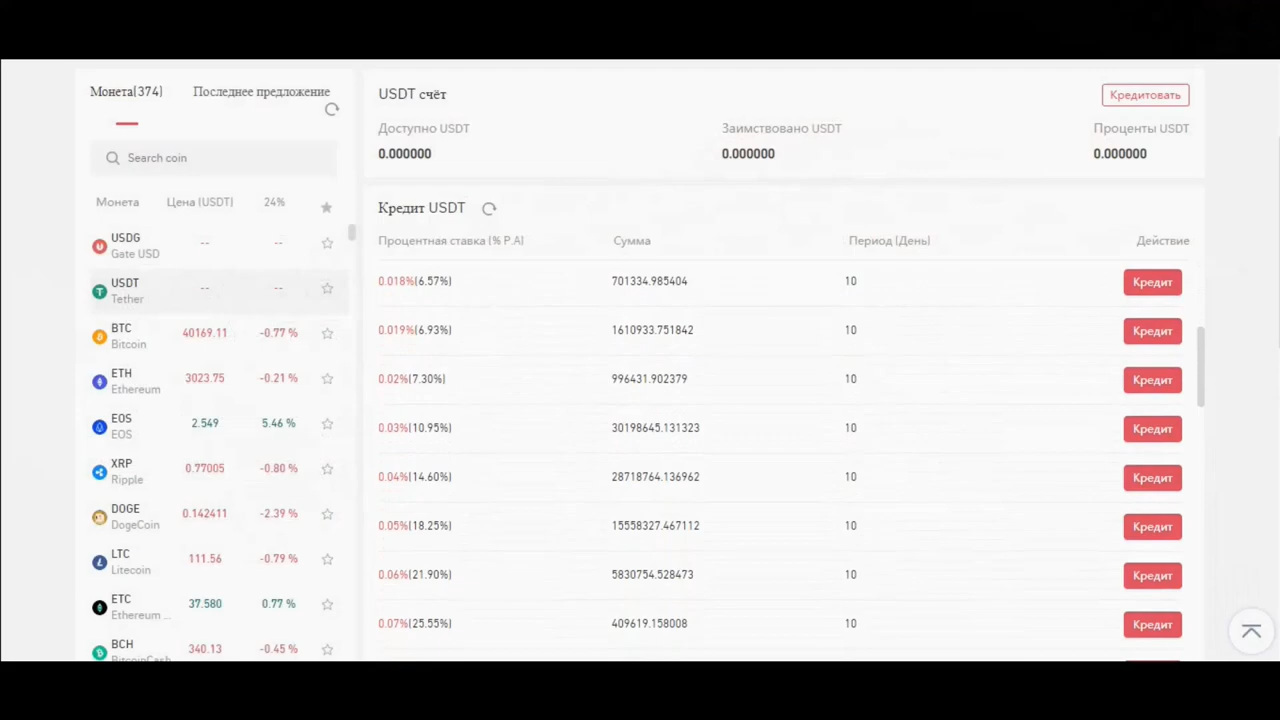 Монета(374) Последнее предложение
Search coin
Монета Цена (USDT) 24%
USDG -- --
Gate USD
USDT -- --
Tether
BTC 40169.11 -0.77 %
Bitcoin
ETH 3023.75 -0.21 %
Ethereum
EOS 2.549 5.46 %
EOS
XRP 0.77005 -0.80 %
Ripple
DOGE 0.142411 -2.39 %
DogeCoin
LTC 111.56 -0.79 %
Litecoin
ETC 37.580 0.77 %
Ethereum ...
BCH 340.13 -0.45 %
BitcoinCash
USDT счёт Кредитовать
Доступно USDT Заимствовано USDT Проценты USDT
0.000000 0.000000 0.000000
Кредит USDT
Процентная ставка (% P.A) Сумма Период (День) Действие
0.018%(6.57%) 701334.985404 10 Кредит
0.019%(6.93%) 1610933.751842 10 Кредит
0.02%(7.30%) 996431.902379 10 Кредит
0.03%(10.95%) 30198645.131323 10 Кредит
0.04%(14.60%) 28718764.136962 10 Кредит
0.05%(18.25%) 15558327.467112 10 Кредит
0.06%(21.90%) 5830754.528473 10 Кредит
0.07%(25.55%) 409619.158008 10 Кредит